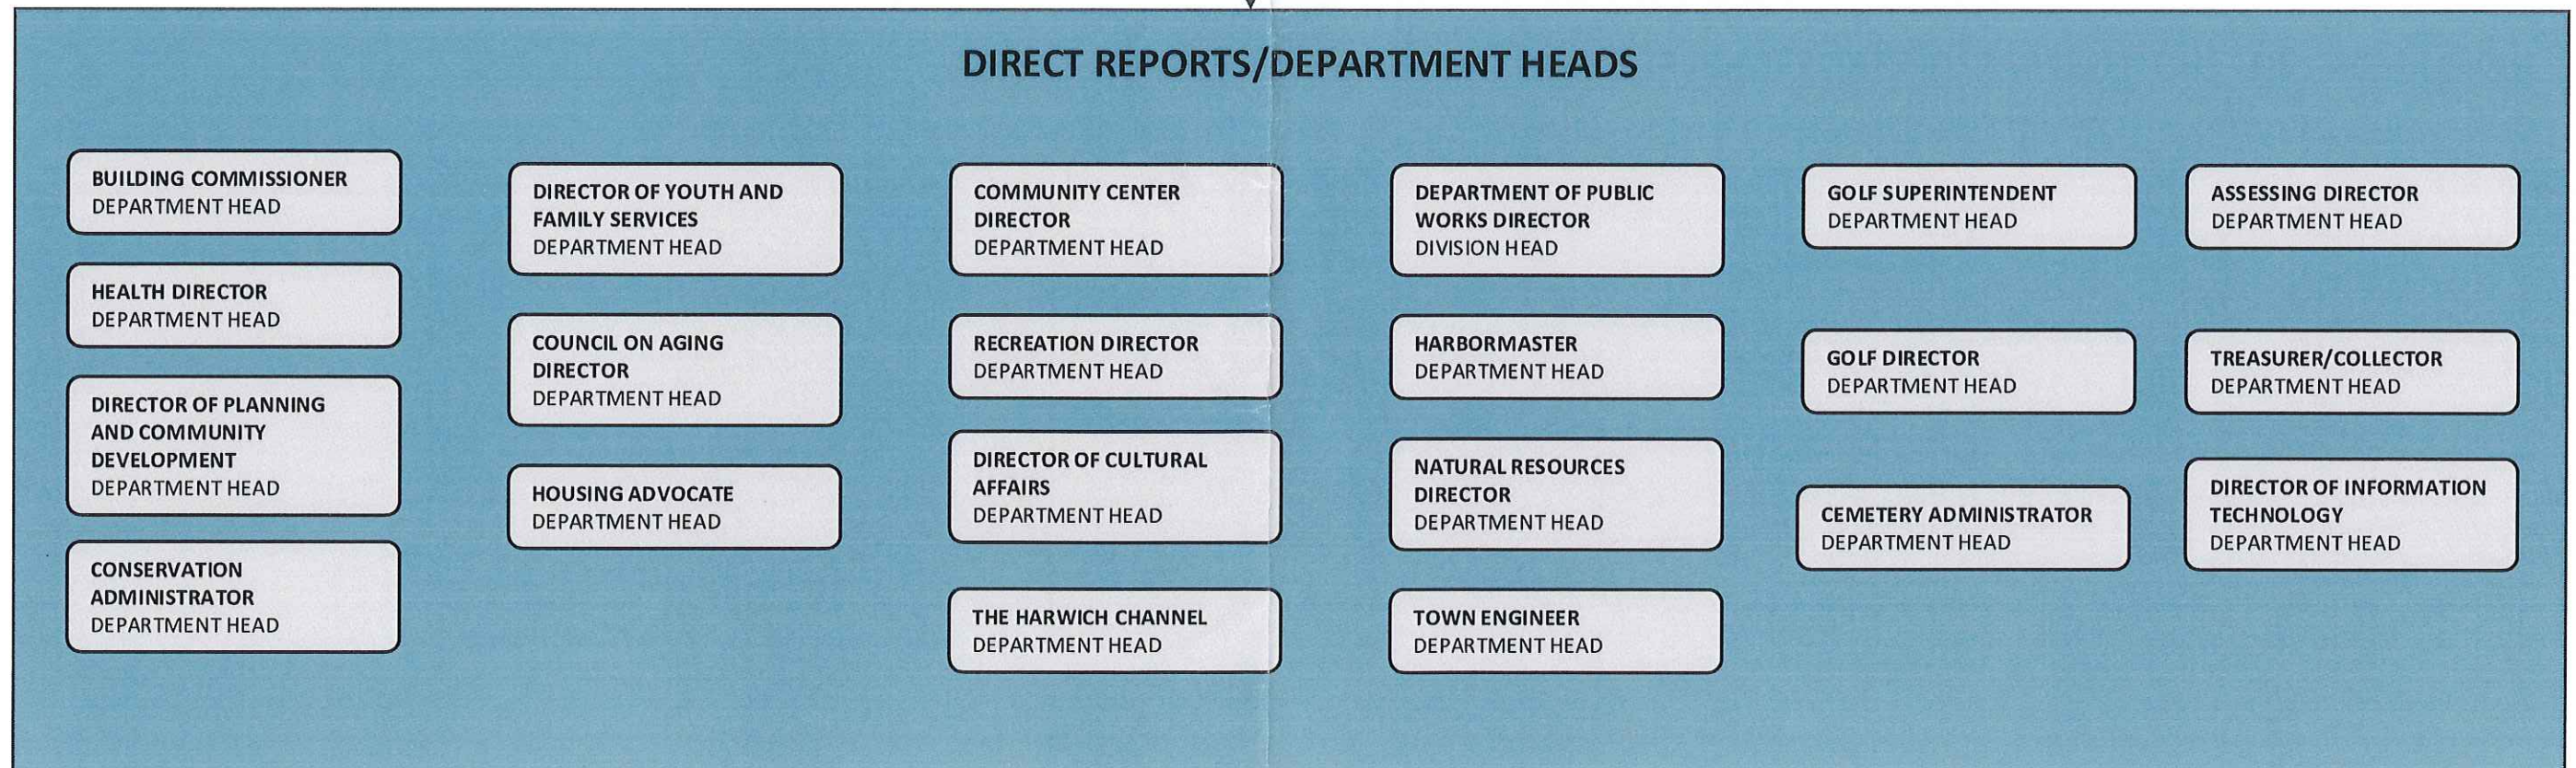 DIRECT REPORTS/DEPARTMENT HEADS
BUILDING COMMISSIONER
DEPARTMENT HEAD
HEALTH DIRECTOR
DEPARTMENT HEAD
DIRECTOR OF PLANNING
AND COMMUNITY
DEVELOPMENT
DEPARTMENT HEAD
CONSERVATION
ADMINISTRATOR
DEPARTMENT HEAD
DIRECTOR OF YOUTH AND
FAMILY SERVICES
DEPARTMENT HEAD
COUNCIL ON AGING
DIRECTOR
DEPARTMENT HEAD
HOUSING ADVOCATE
DEPARTMENT HEAD
COMMUNITY CENTER
DIRECTOR
DEPARTMENT HEAD
RECREATION DIRECTOR
DEPARTMENT HEAD
DIRECTOR OF CULTURAL
AFFAIRS
DEPARTMENT HEAD
THE HARWICH CHANNEL
DEPARTMENT HEAD
DEPARTMENT OF PUBLIC
WORKS DIRECTOR
DIVISION HEAD
HARBORMASTER
DEPARTMENT HEAD
NATURAL RESOURCES
DIRECTOR
DEPARTMENT HEAD
TOWN ENGINEER
DEPARTMENT HEAD
GOLF SUPERINTENDENT
DEPARTMENT HEAD
GOLF DIRECTOR
DEPARTMENT HEAD
CEMETERY ADMINISTRATOR
DEPARTMENT HEAD
ASSESSING DIRECTOR
DEPARTMENT HEAD
TREASURER/COLLECTOR
DEPARTMENT HEAD
DIRECTOR OF INFORMATION
TECHNOLOGY
DEPARTMENT HEAD